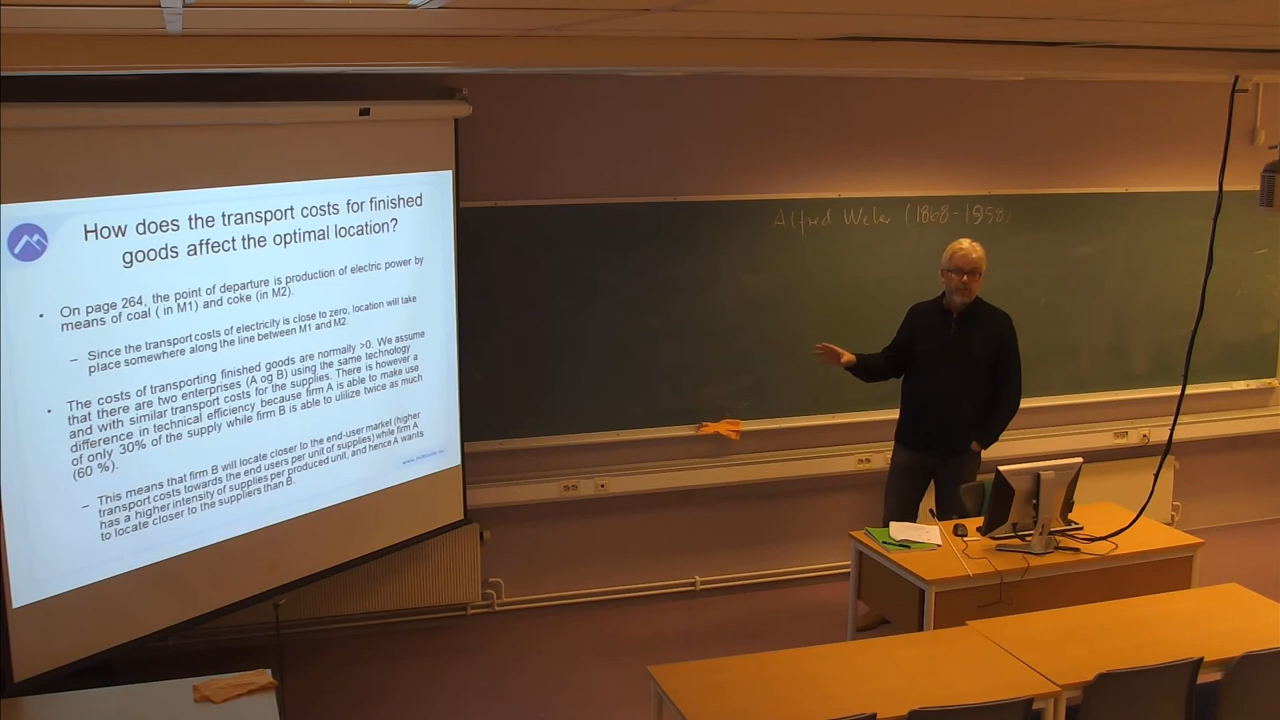 How does the transport costs for finished
goods affect the optimal location?
• On page 264, the point of departure is production of electric power by
means of coal ( in M1) and coke (in M2).
– Since the transport costs of electricity is close to zero, location will take
place somewhere along the line between M1 and M2.
• The costs of transporting finished goods are normally >0. We assume
that there are two enterprises (A og B) using the same technology
and with similar transport costs for the supplies. There is however a
difference in technical efficiency because firm A is able to make use
of only 30% of the supply while firm B is able to ulilize twice as much
(60 %).
– This means that firm B will locate closer to the end-user market (higher
transport costs towards the end users per unit of supplies) while firm A
has a higher intensity of supplies per produced unit, and hence A wants
to locate closer to the suppliers than B.
Alfred Weber (1868-1958)